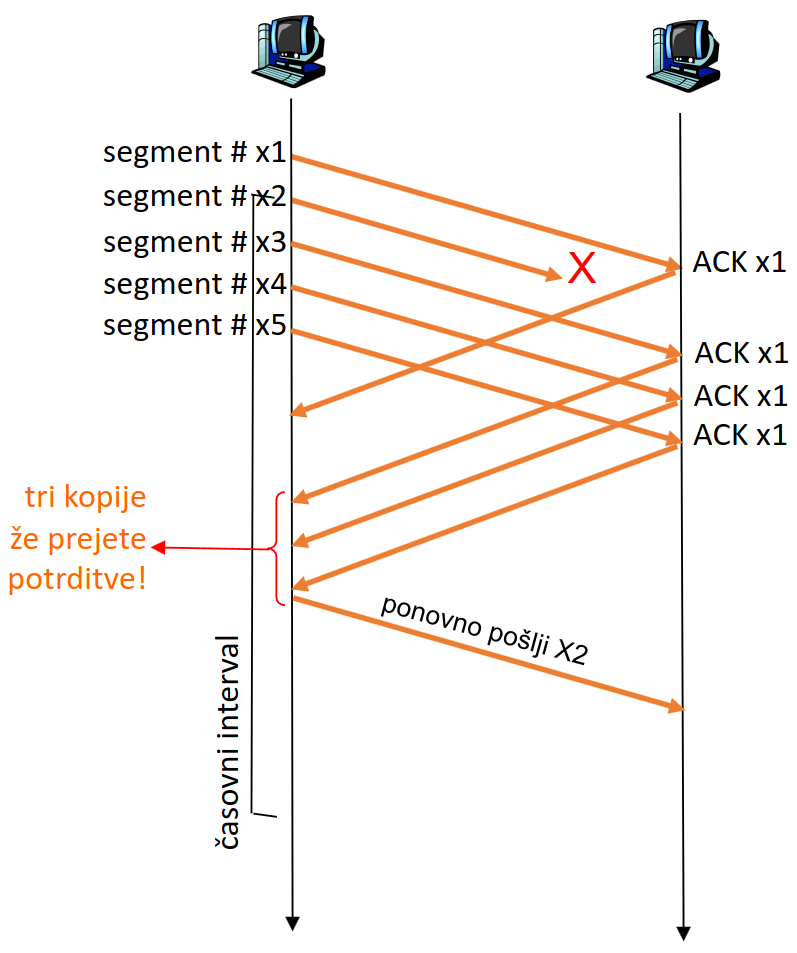 segment # x1
segment # x2
segment # x3
segment # x4
segment # x5
X
ACK x1
ACK x1
ACK x1
ACK x1
tri kopije
že prejete
potrditve!
ponovno pošlji X2
časovni interval